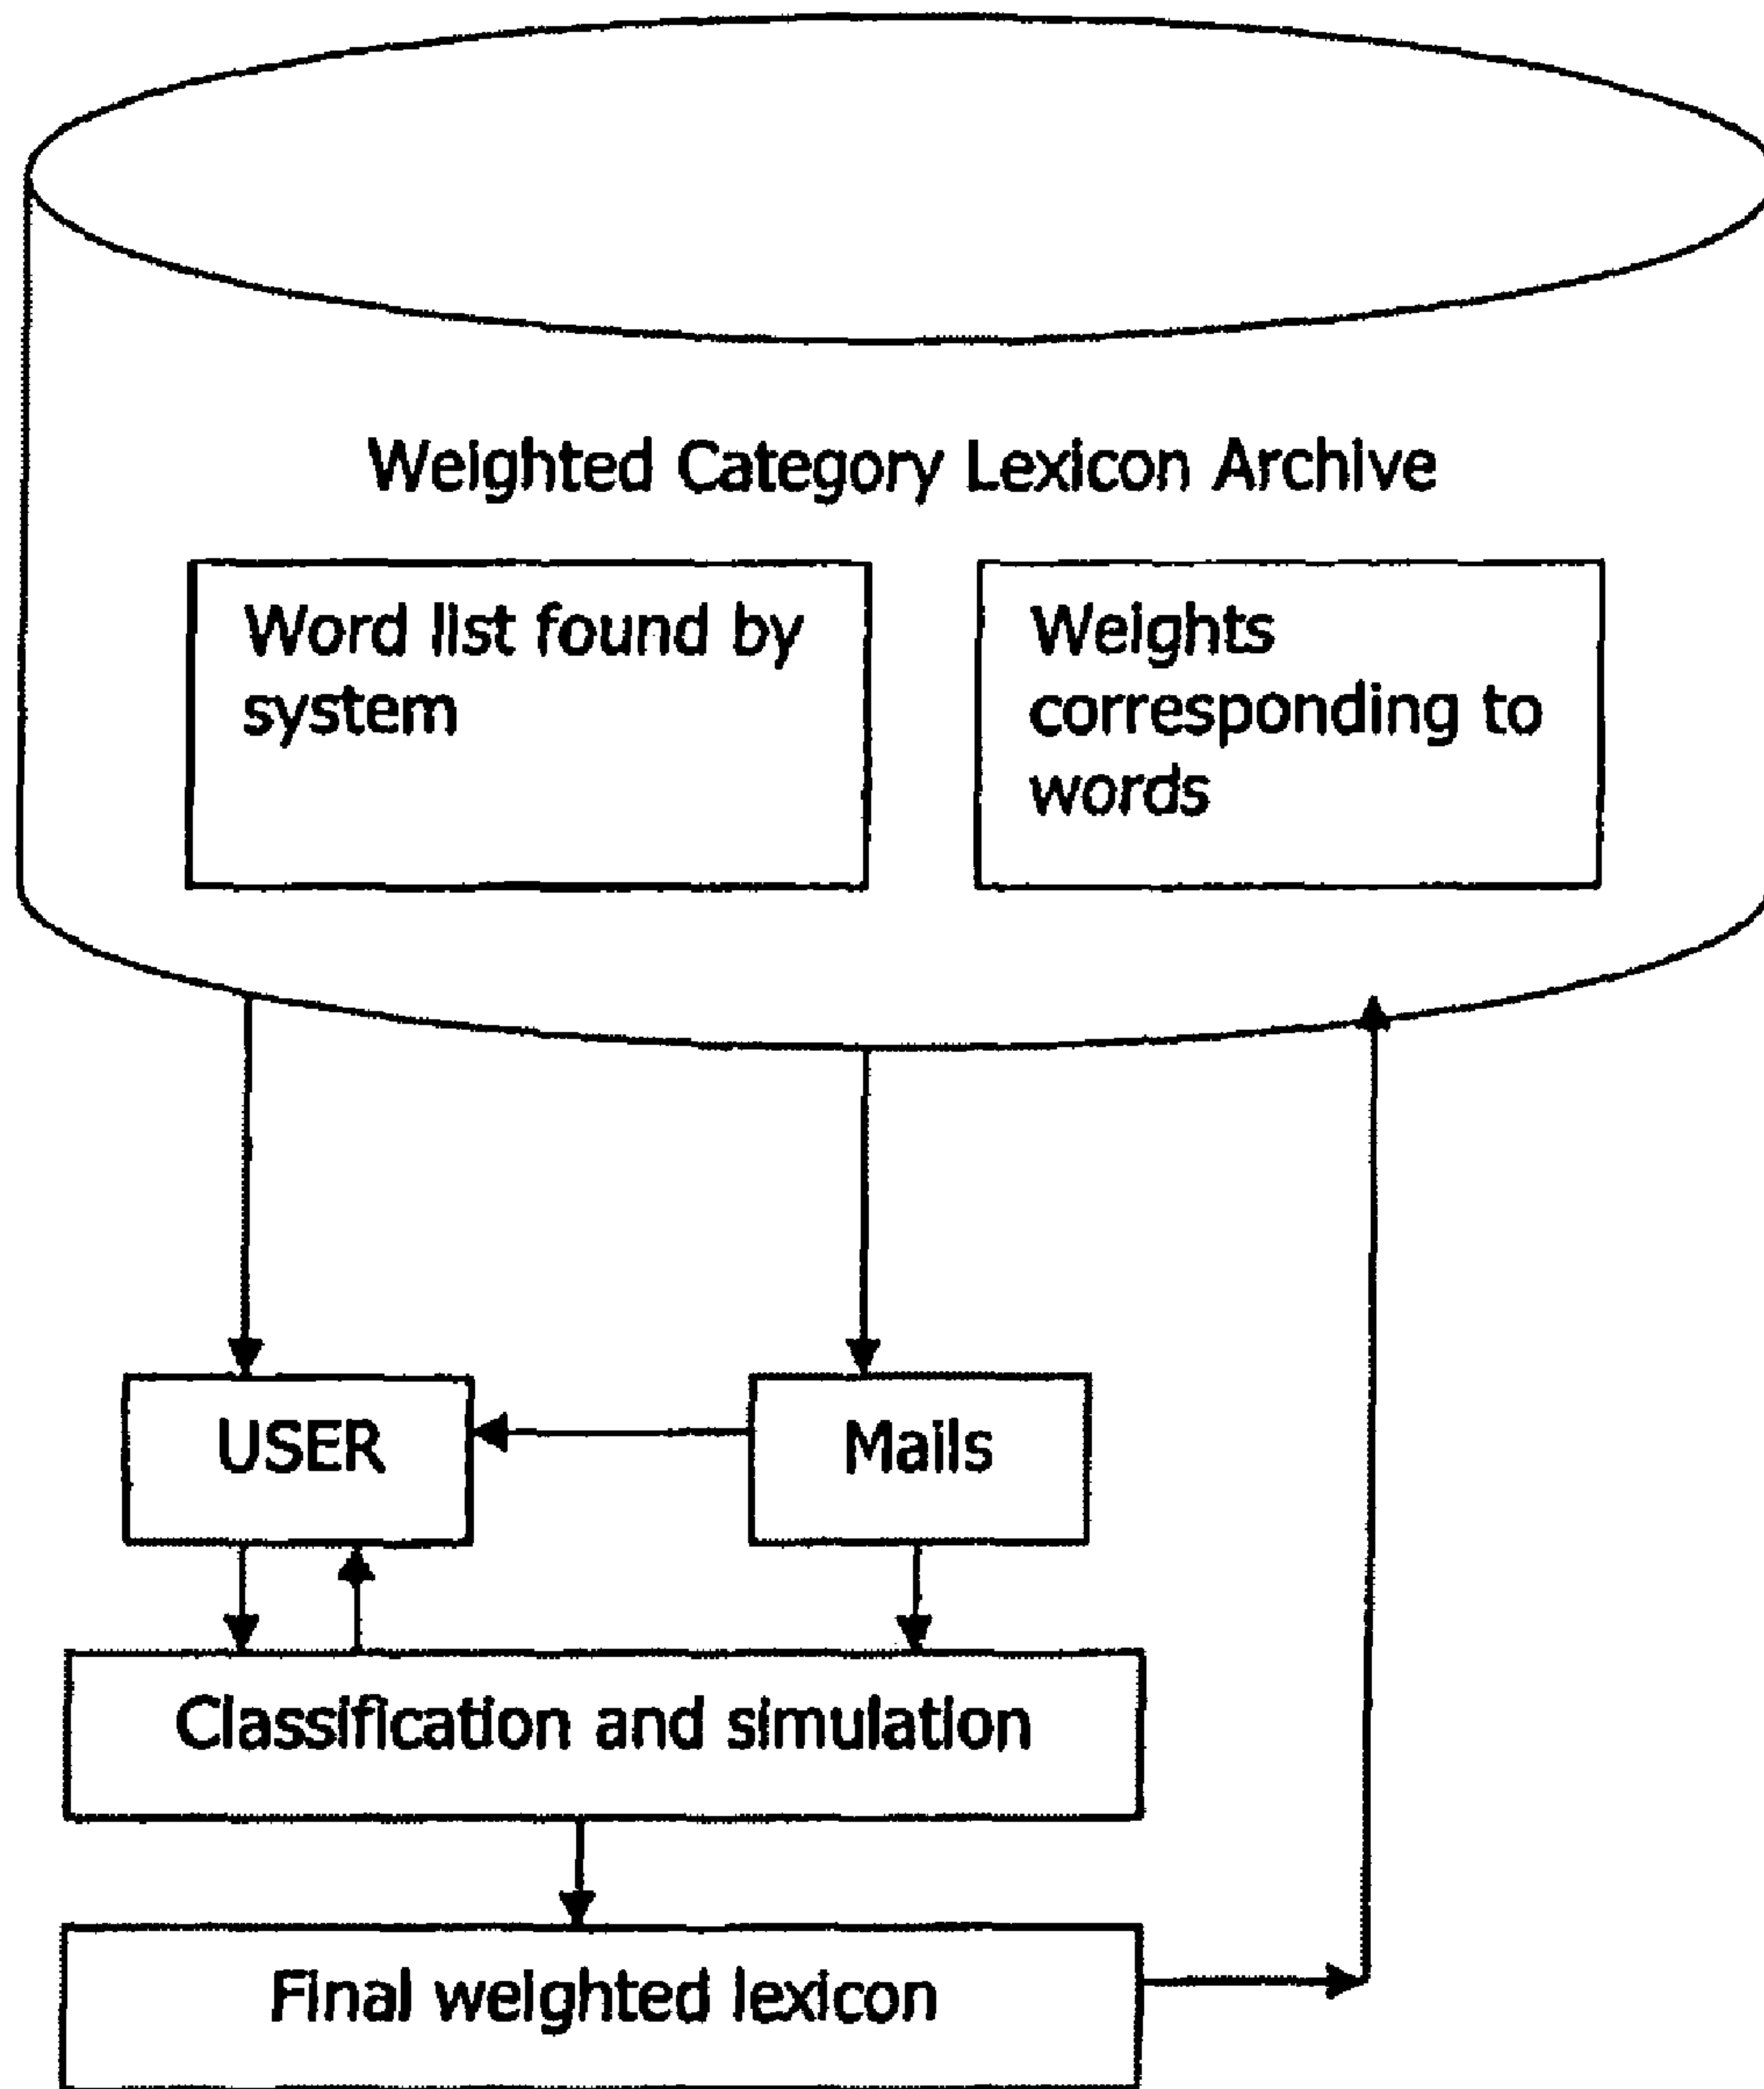 Weighted Category Lexicon Archive
Word list found by
system
Weights
corresponding to
words
USER
Mails
Classification and simulation
Final weighted lexicon